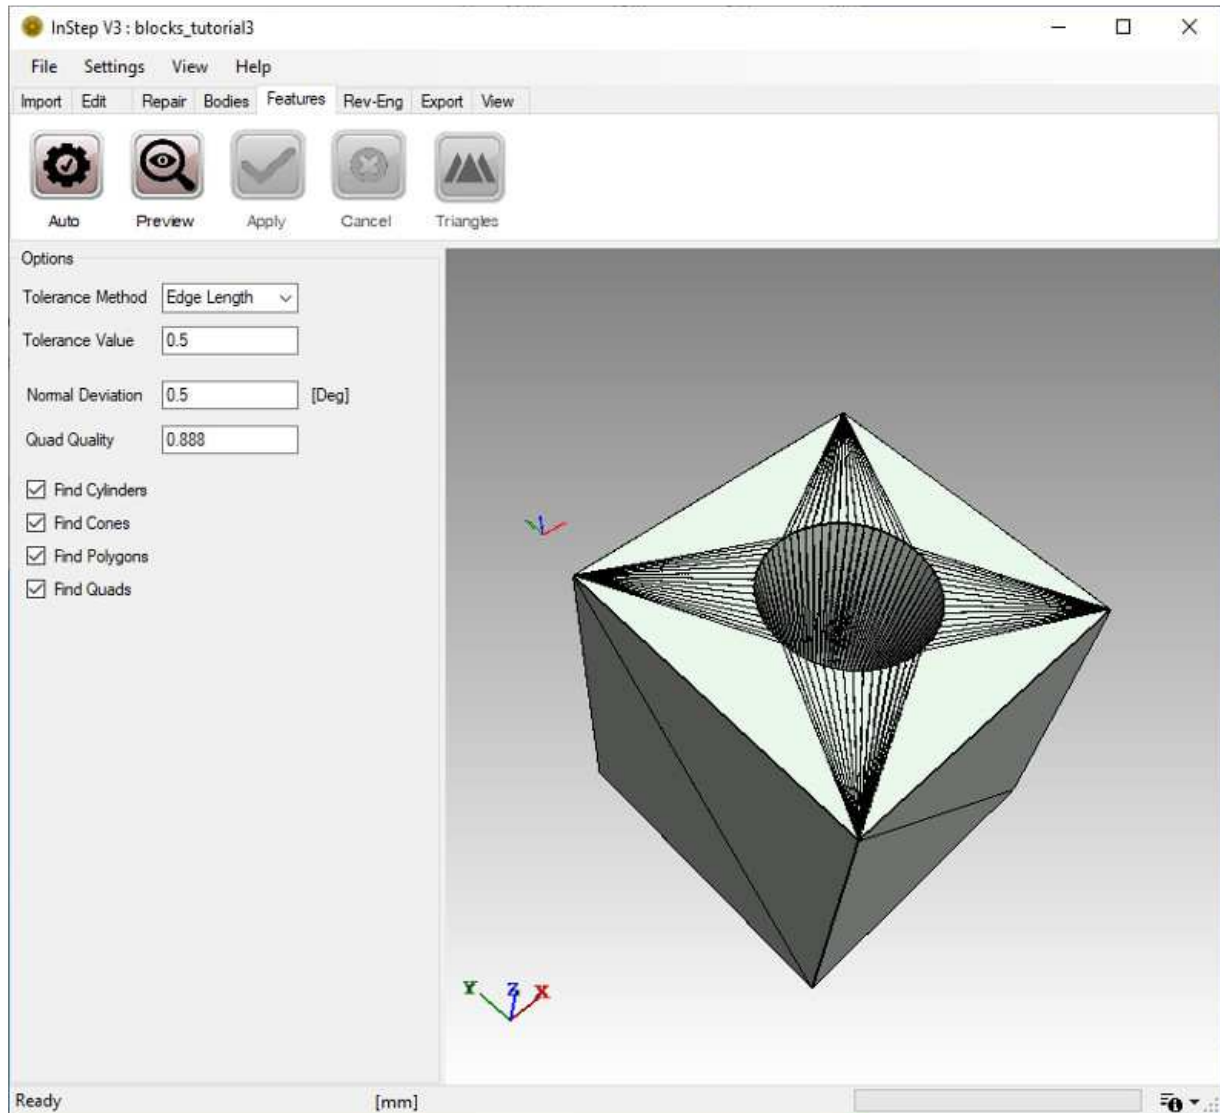 InStep V3 : blocks_tutorial3
File Settings View Help
Import Edit Repair Bodies Features Rev-Eng Export View
Auto Preview Apply Cancel Triangles
Options
Tolerance Method Edge Length
Tolerance Value 0.5
Normal Deviation 0.5 [Deg]
Quad Quality 0.888
Find Cylinders
Find Cones
Find Polygons
Find Quads
Y Z X
Ready [mm]